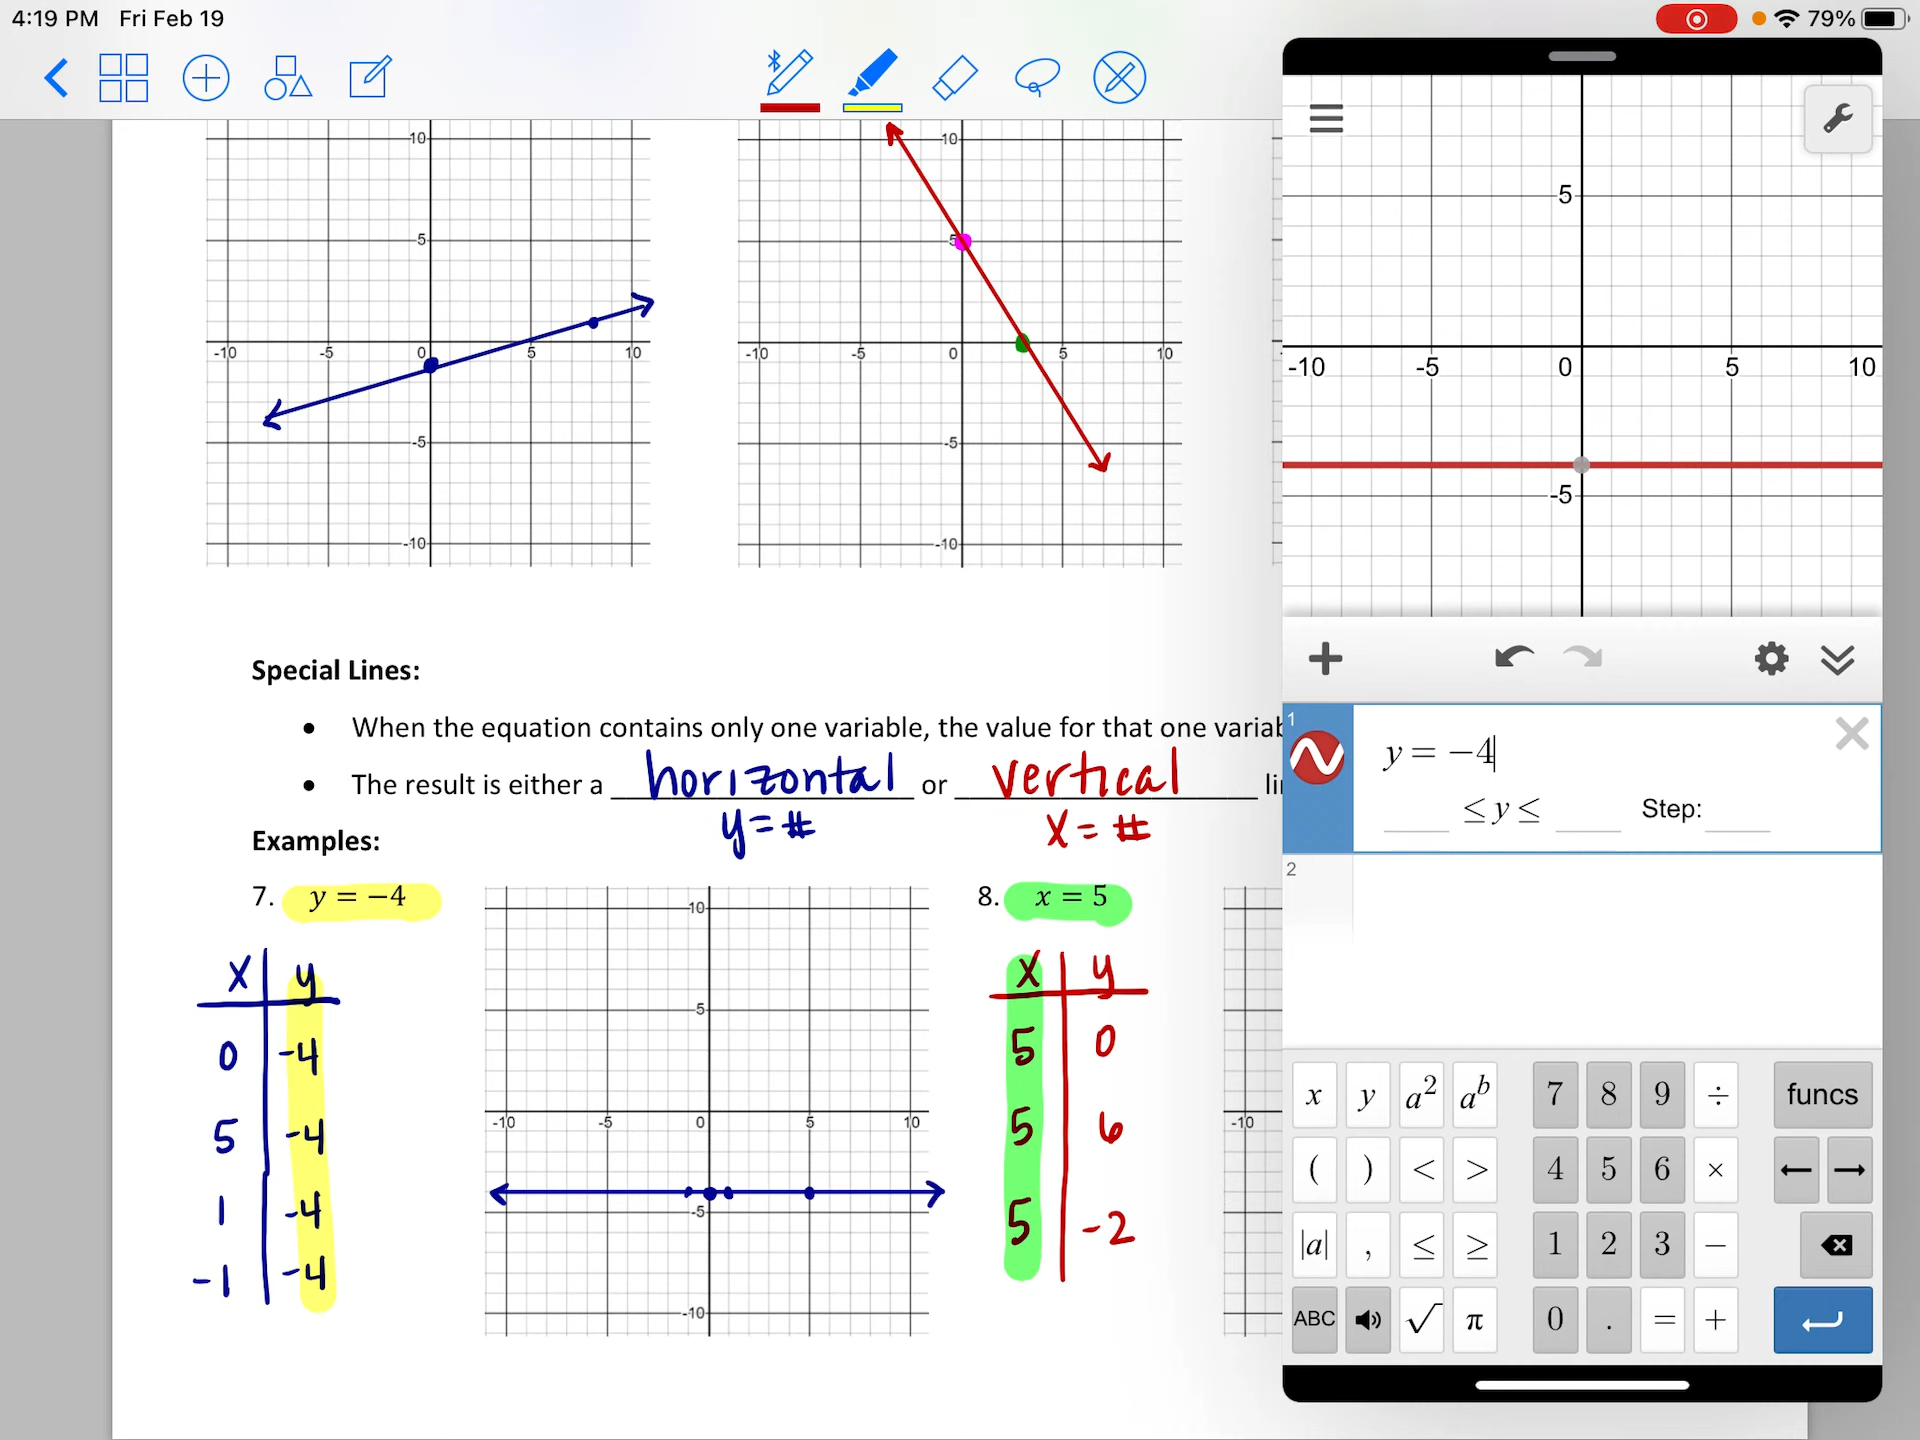 4:19 PM Fri Feb 19
79%
10
5
-10 -5 0 5 10
-5
-10
10
5
-10 -5 0 5 10
-5
-10
5
-10 -5 0 5 10
-5
Special Lines:
• When the equation contains only one variable, the value for that one
• The result is either a horizontal or vertical
y = # x = #
Examples:
7. y = −4
x y
0 -4
5 -4
1 -4
-1 -4
10
5
-10 -5 0 5 10
-5
-10
8. x = 5
x y
5 0
5 6
5 -2
-10
1
y = −4
≤ y ≤ Step:
2
x y a² aᵇ 7 8 9 ÷ funcs
( ) < > 4 5 6 × ← →
|a| , ≤ ≥ 1 2 3 −
ABC √ π 0 . = +